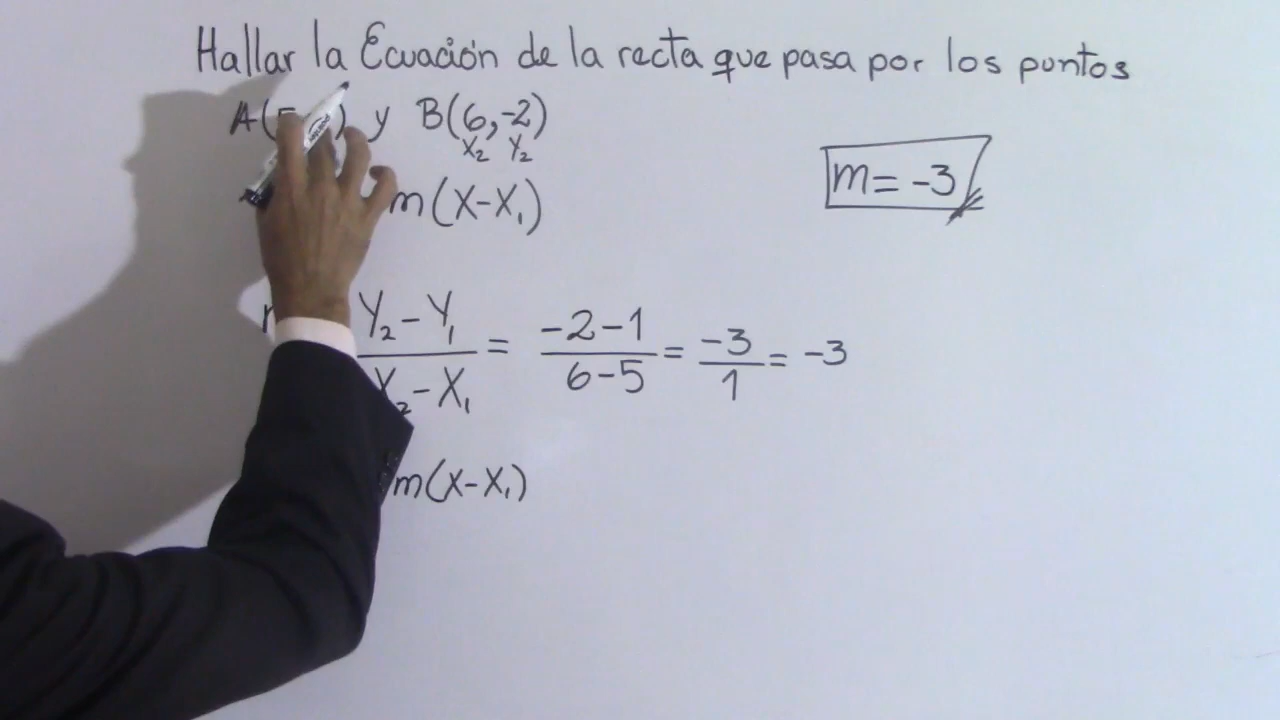 Hallar la Ecuación de la recta que pasa por los puntos
A( ) y B(6,-2)
X₂ Y₂
m = -3
m(X-X₁)
Y₂-Y₁ = -2-1 = -3 = -3
X₂-X₁ 6-5 1
m(X-X₁)